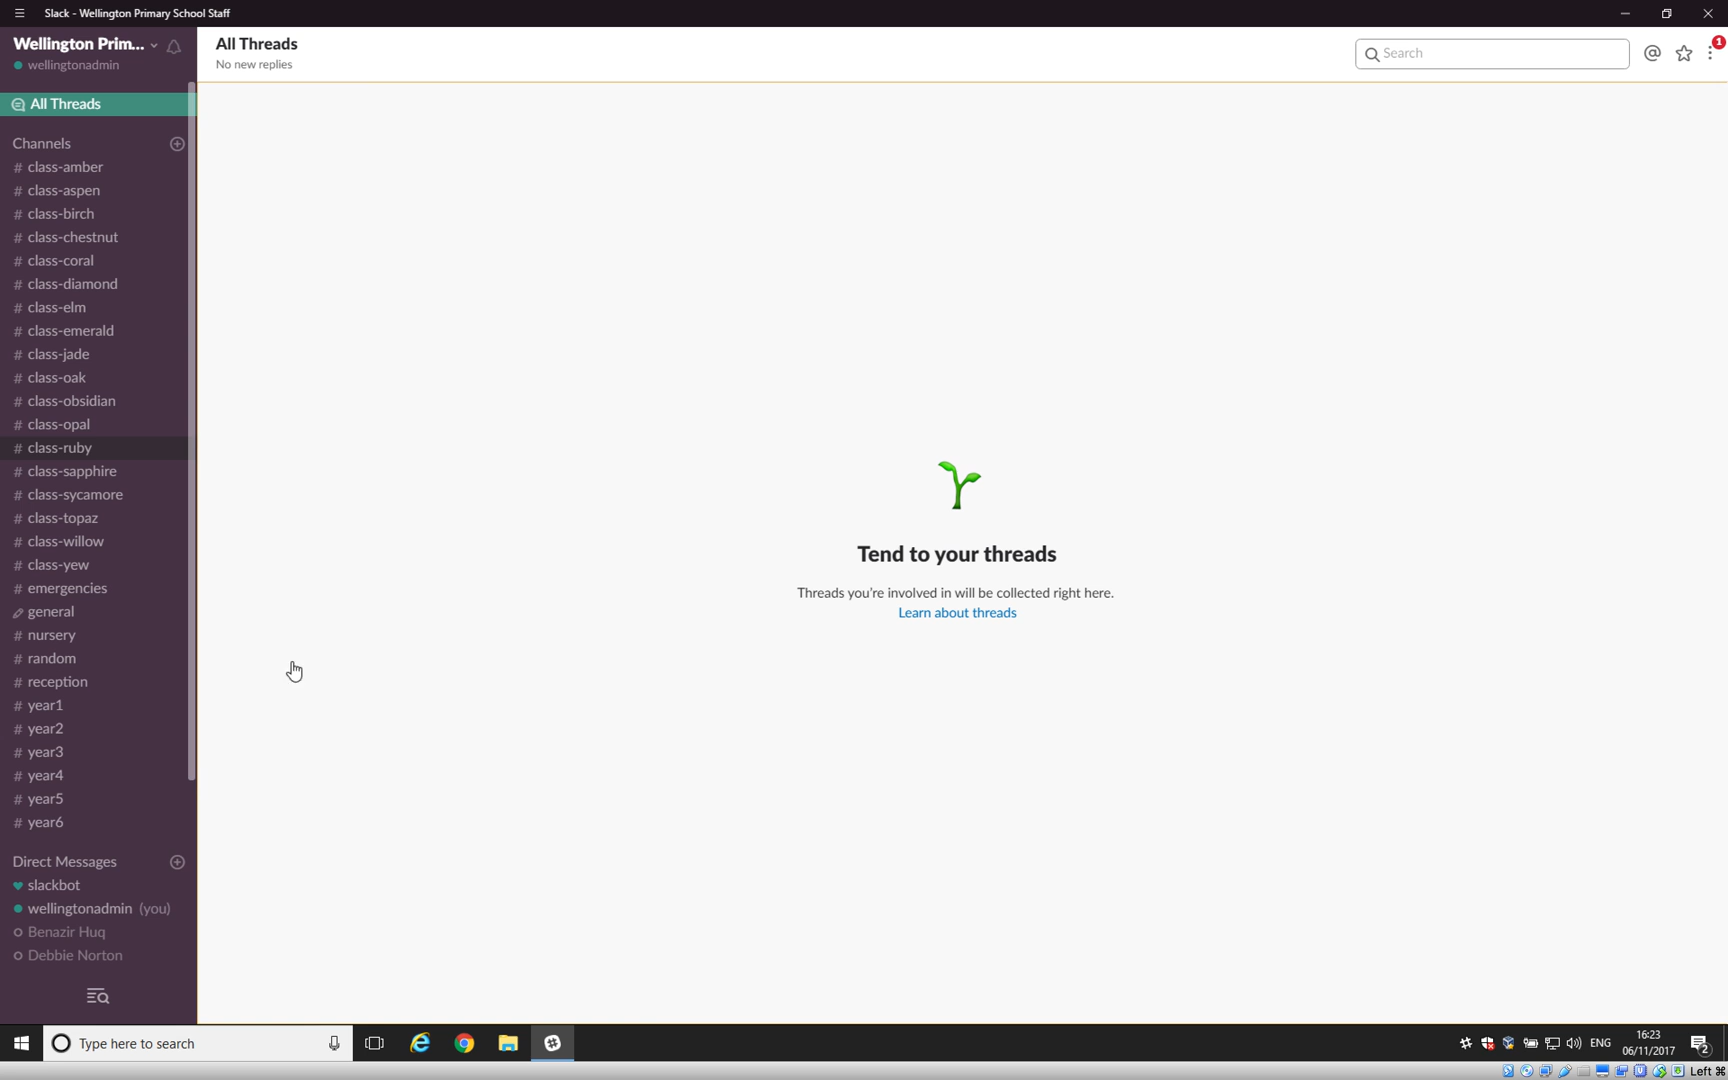 Slack - Wellington Primary School Staff
Wellington Prim...
wellingtonadmin
All Threads
No new replies
Search
1
All Threads
Channels
# class-amber
# class-aspen
# class-birch
# class-chestnut
# class-coral
# class-diamond
# class-elm
# class-emerald
# class-jade
# class-oak
# class-obsidian
# class-opal
# class-ruby
# class-sapphire
# class-sycamore
# class-topaz
# class-willow
# class-yew
# emergencies
general
# nursery
# random
# reception
# year1
# year2
# year3
# year4
# year5
# year6
Direct Messages
slackbot
wellingtonadmin (you)
Benazir Huq
Debbie Norton
Tend to your threads
Threads you're involved in will be collected right here.
Learn about threads
Type here to search
ENG
16:23
06/11/2017
2
Left ⌘